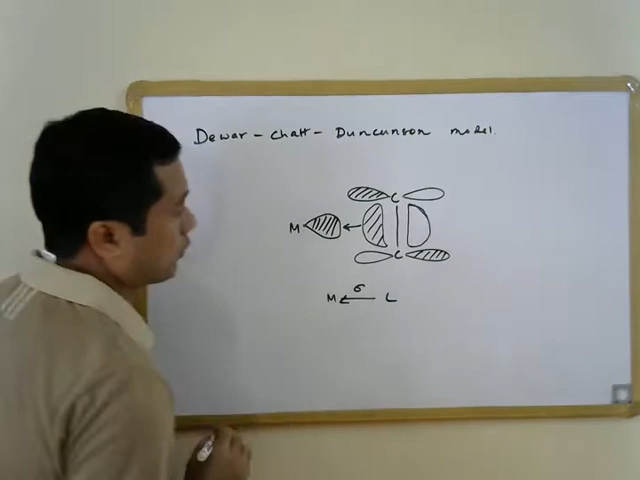 Dewar - Chatt - Duncunson model.
C
M
C
σ
M ← L